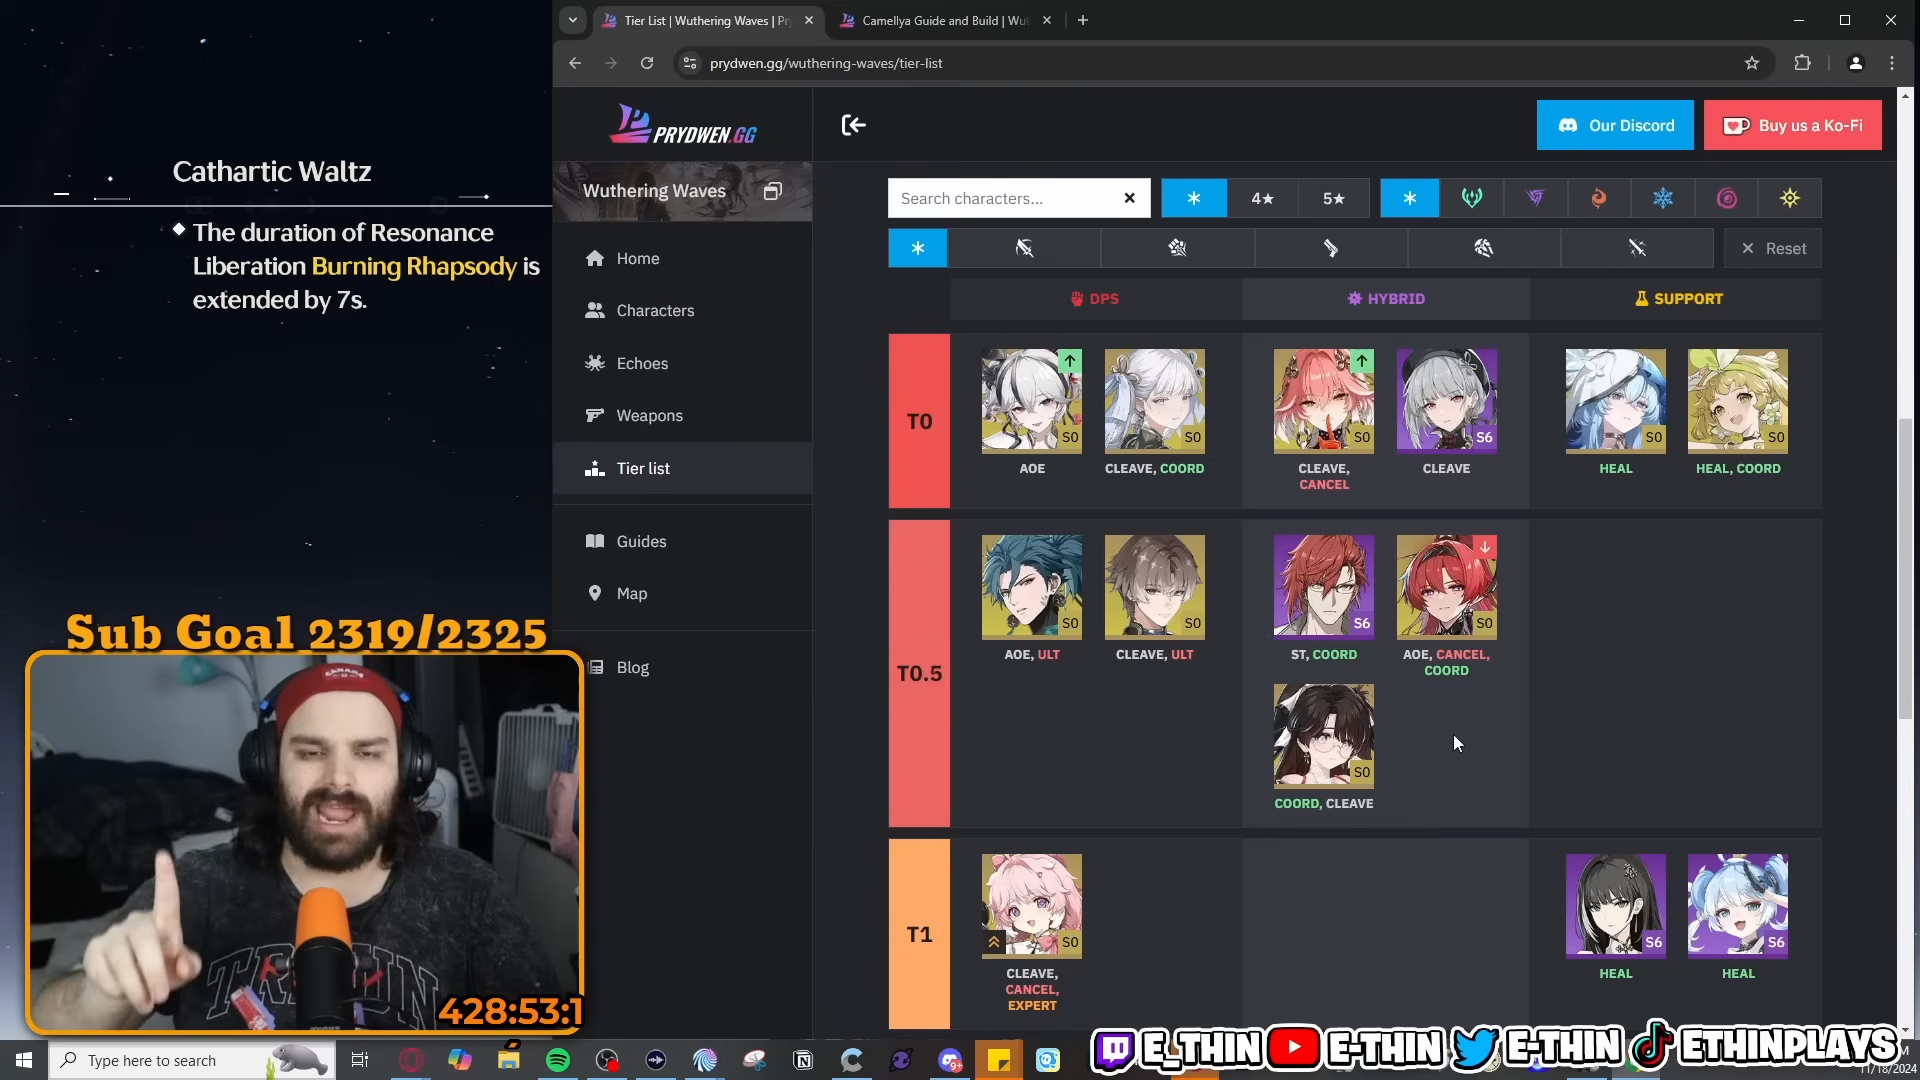 Cathartic Waltz
The duration of Resonance
Liberation Burning Rhapsody is
extended by 7s.
Sub Goal 2319/2325
428:53:1
Tier List | Wuthering Waves | Pr
Camellya Guide and Build | Wut
prydwen.gg/wuthering-waves/tier-list
PRYDWEN.GG
Our Discord
Buy us a Ko-Fi
Wuthering Waves
Home
Characters
Echoes
Weapons
Tier list
Guides
Map
Blog
Search characters...
4★
5★
Reset
DPS
HYBRID
SUPPORT
T0
S0
S0
S0
S6
S0
S0
AOE
CLEAVE, COORD
CLEAVE,
CANCEL
CLEAVE
HEAL
HEAL, COORD
T0.5
S0
S0
S6
S0
AOE, ULT
CLEAVE, ULT
ST, COORD
AOE, CANCEL,
COORD
S0
COORD, CLEAVE
T1
S0
S6
S6
CLEAVE,
CANCEL,
EXPERT
HEAL
HEAL
Type here to search
9+
E_THIN
E-THIN
E-THIN
ETHINPLAYS
11/18/2024